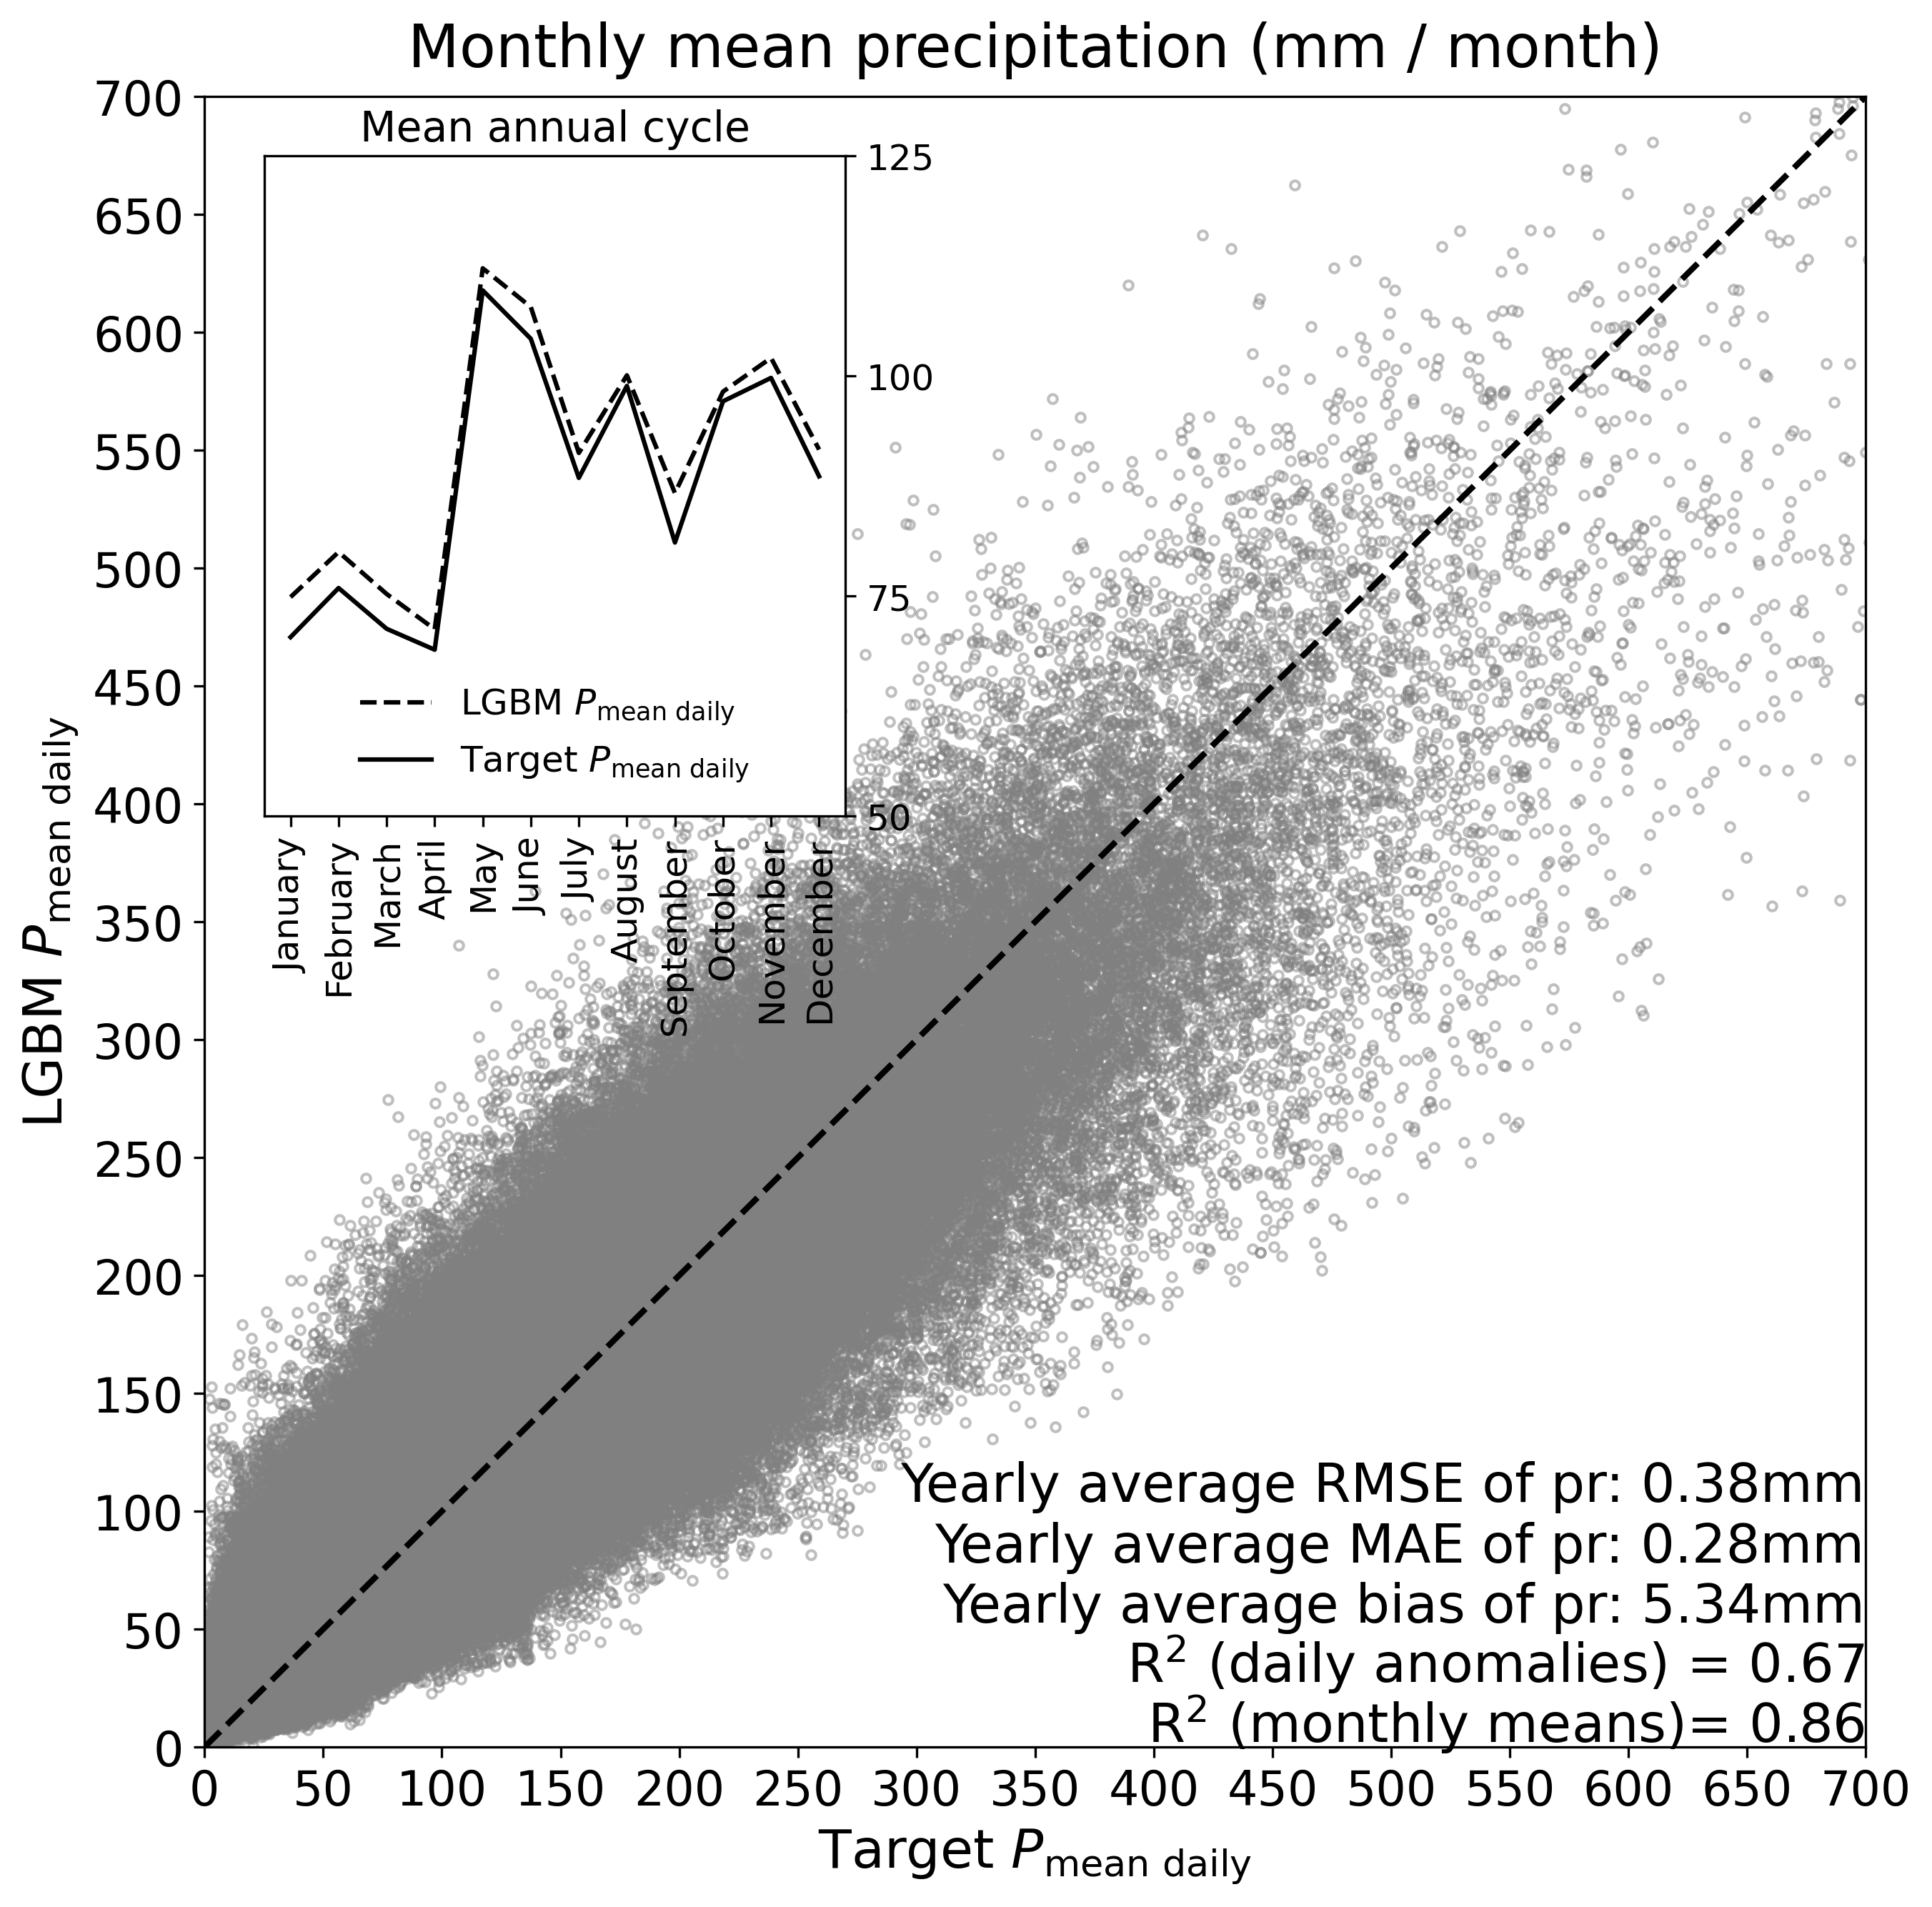 Monthly mean precipitation (mm / month)
700
650
600
550
500
450
400
350
300
250
200
150
100
50
0
LGBM P mean daily
Mean annual cycle
125
100
75
50
LGBM P mean daily
Target P mean daily
January
February
March
April
May
June
July
August
September
October
November
December
Yearly average RMSE of pr: 0.38mm
Yearly average MAE of pr: 0.28mm
Yearly average bias of pr: 5.34mm
R² (daily anomalies) = 0.67
R² (monthly means)= 0.86
0 50 100 150 200 250 300 350 400 450 500 550 600 650 700
Target P mean daily